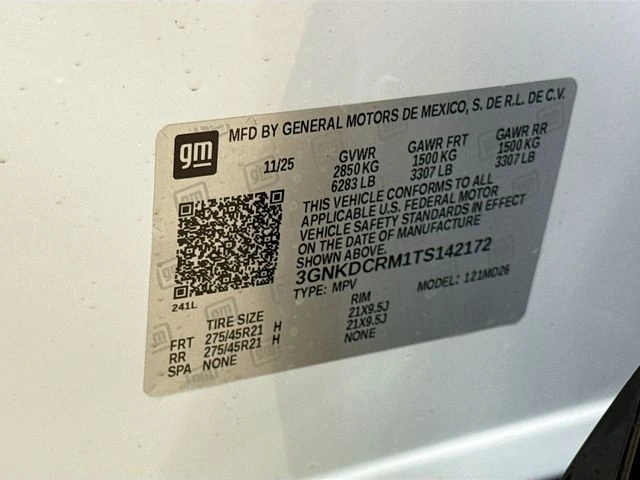 gm
MFD BY GENERAL MOTORS DE MEXICO, S. DE R.L. DE C.V.
11/25 GVWR GAWR FRT GAWR RR
2850 KG 1500 KG 1500 KG
6283 LB 3307 LB 3307 LB
THIS VEHICLE CONFORMS TO ALL
APPLICABLE U.S. FEDERAL MOTOR
VEHICLE SAFETY STANDARDS IN EFFECT
ON THE DATE OF MANUFACTURE SHOWN ABOVE.
3GNKDCRM1TS142172
TYPE: MPV MODEL: 121MD26
241L
TIRE SIZE RIM
FRT 275/45R21 H 21X9.5J
RR 275/45R21 H 21X9.5J
SPA NONE NONE